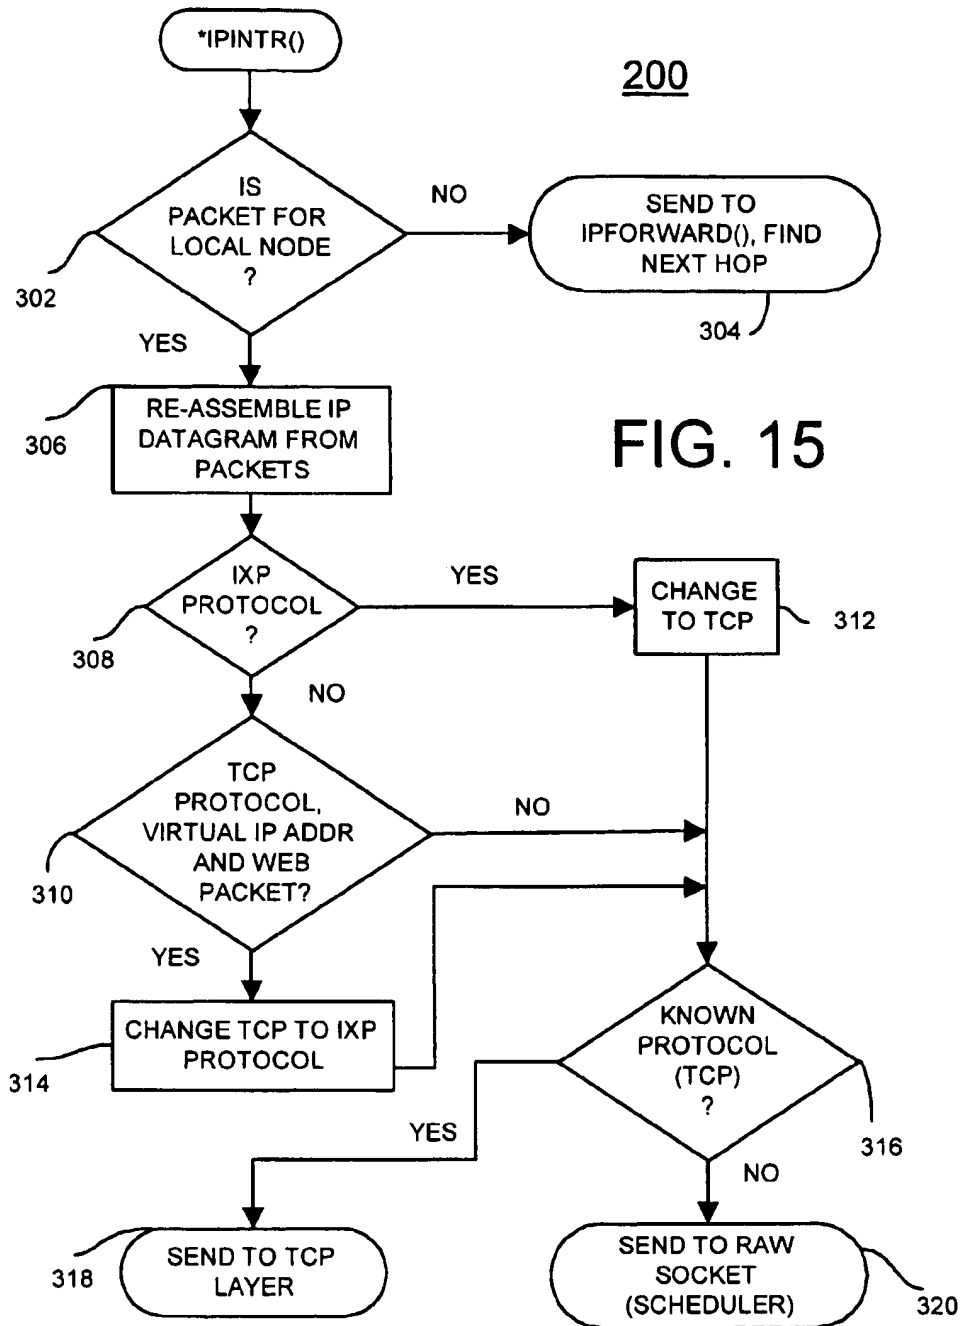 *IPINTR()
200
IS
PACKET FOR
LOCAL NODE
?
NO
SEND TO
IPFORWARD(), FIND
NEXT HOP
302
304
YES
RE-ASSEMBLE IP
DATAGRAM FROM
PACKETS
306
FIG. 15
IXP
PROTOCOL
?
YES
CHANGE
TO TCP
312
308
NO
TCP
PROTOCOL,
VIRTUAL IP ADDR
AND WEB
PACKET?
NO
310
YES
CHANGE TCP TO IXP
PROTOCOL
314
KNOWN
PROTOCOL
(TCP)
?
316
YES
NO
SEND TO TCP
LAYER
318
SEND TO RAW
SOCKET
(SCHEDULER)
320